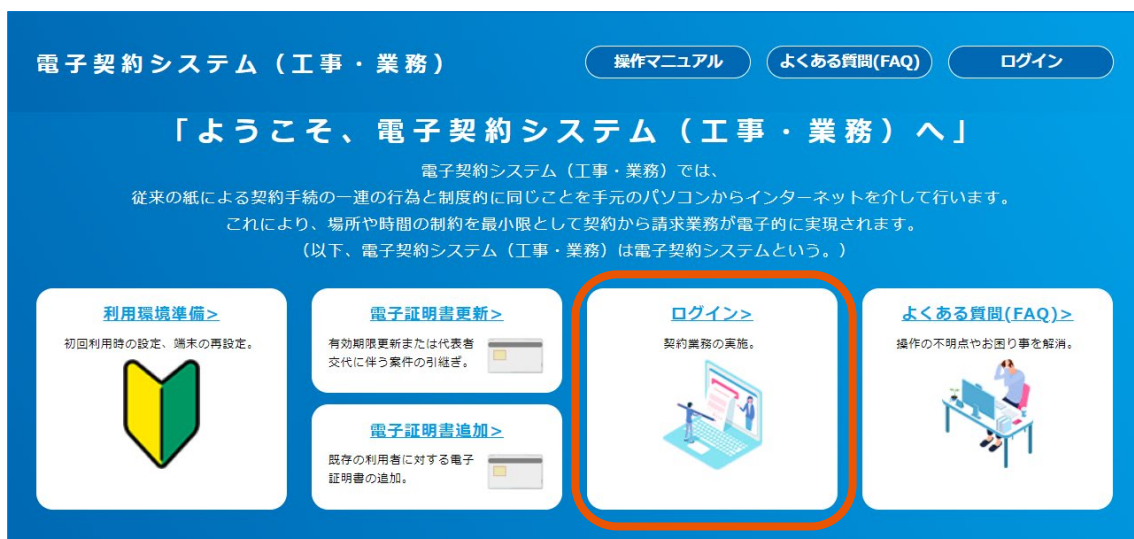 電子契約システム（工事・業務）
操作マニュアル
よくある質問(FAQ)
ログイン
「ようこそ、電子契約システム（工事・業務）へ」
電子契約システム（工事・業務）では、
従来の紙による契約手続の一連の行為と制度的に同じことを手元のパソコンからインターネットを介して行います。
これにより、場所や時間の制約を最小限として契約から請求業務が電子的に実現されます。
（以下、電子契約システム（工事・業務）は電子契約システムという。）
利用環境準備>
初回利用時の設定、端末の再設定。
電子証明書更新>
有効期限更新または代表者
交代に伴う案件の引継ぎ。
電子証明書追加>
既存の利用者に対する電子
証明書の追加。
ログイン>
契約業務の実施。
よくある質問(FAQ)>
操作の不明点やお困り事を解消。